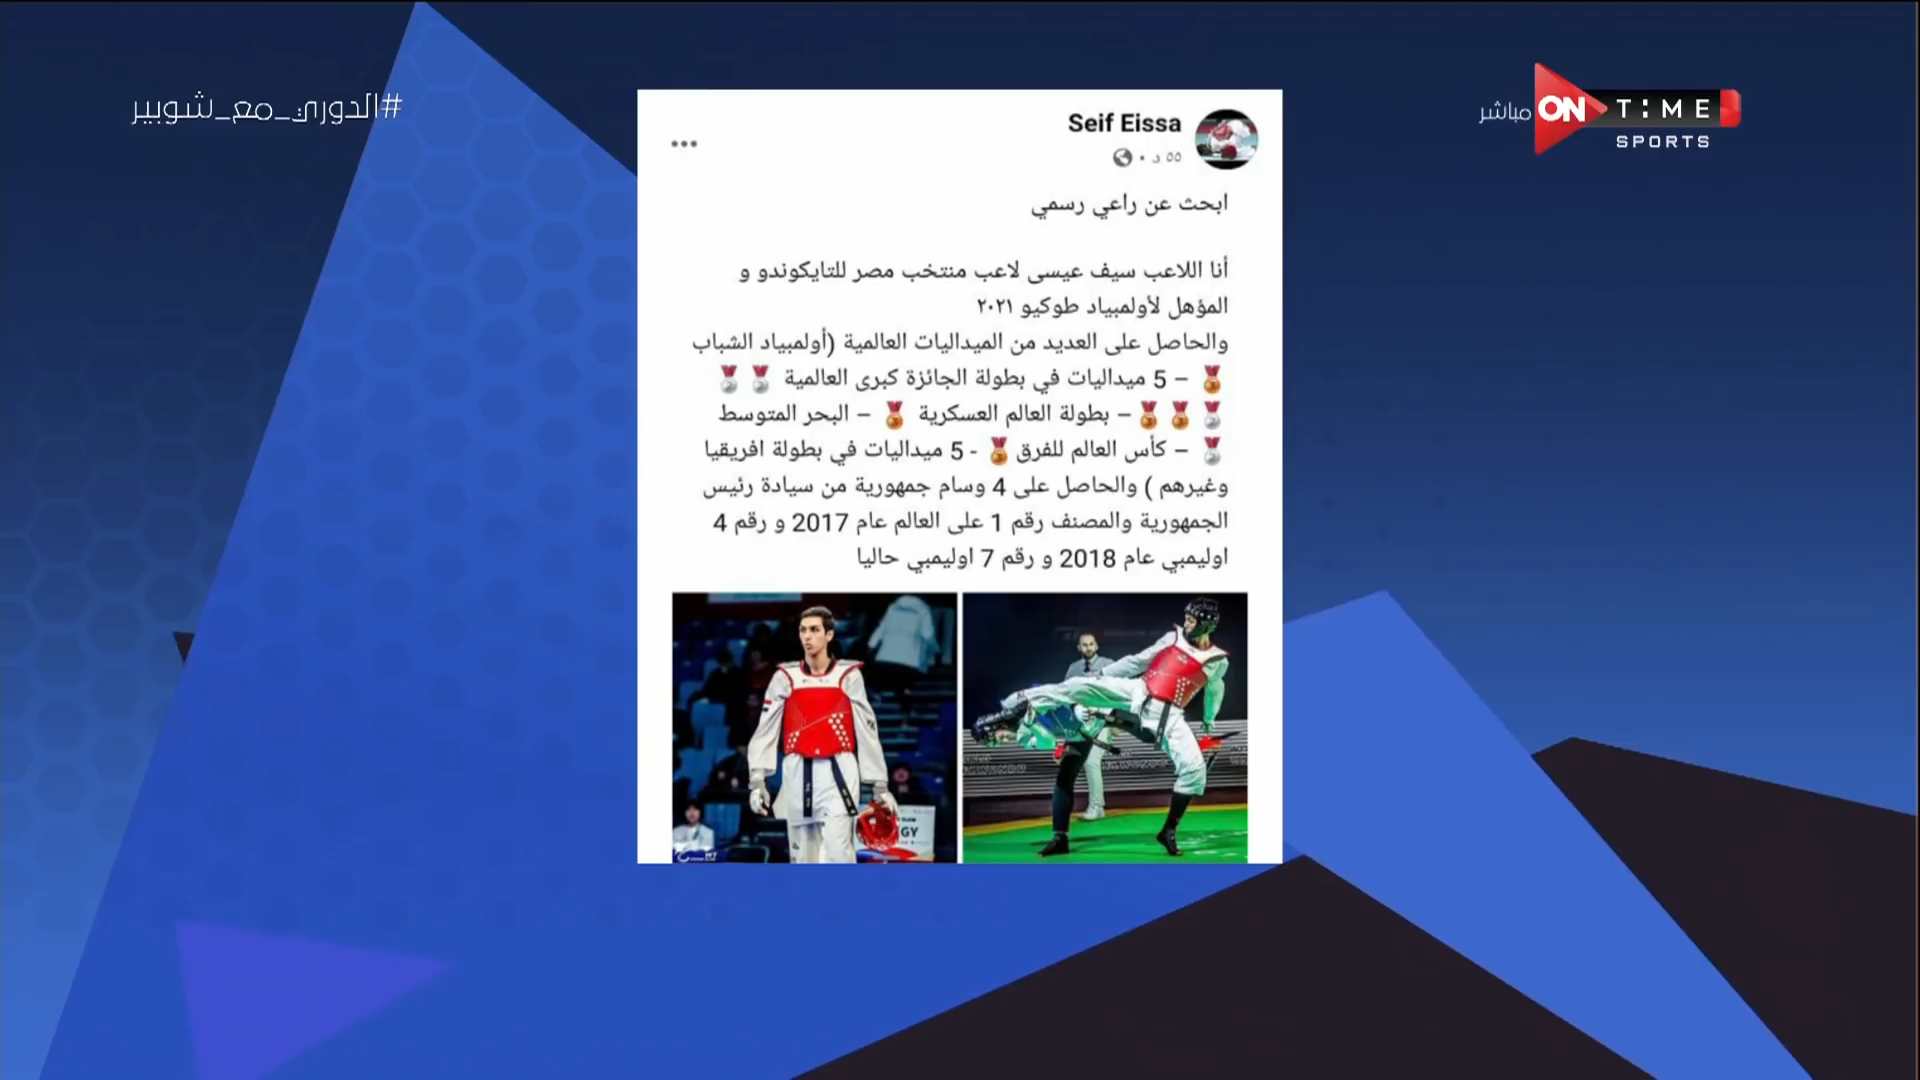 #الدوري_مع_شوبير
مباشر ON TIME
SPORTS
Seif Eissa
٥٥ د •
ابحث عن راعي رسمي
أنا اللاعب سيف عيسى لاعب منتخب مصر للتايكوندو و
المؤهل لأولمبياد طوكيو ٢٠٢١
والحاصل على العديد من الميداليات العالمية (أولمبياد الشباب
🥉 – 5 ميداليات في بطولة الجائزة كبرى العالمية 🥈 🥈
🥈 🥉 🥉 – بطولة العالم العسكرية 🥉 – البحر المتوسط
🥈 – كأس العالم للفرق 🥉 - 5 ميداليات في بطولة افريقيا
وغيرهم ) والحاصل على 4 وسام جمهورية من سيادة رئيس
الجمهورية والمصنف رقم 1 على العالم عام 2017 و رقم 4
اوليمبي عام 2018 و رقم 7 اوليمبي حاليا